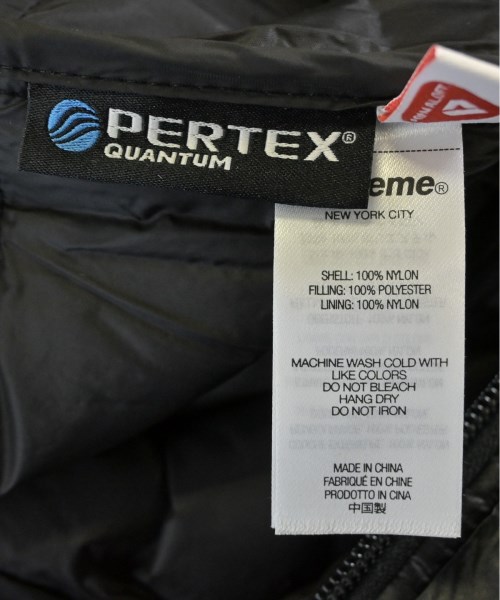 PERTEX®
QUANTUM
eme®
NEW YORK CITY
SHELL: 100% NYLON
FILLING: 100% POLYESTER
LINING: 100% NYLON
MACHINE WASH COLD WITH
LIKE COLORS
DO NOT BLEACH
HANG DRY
DO NOT IRON
MADE IN CHINA
FABRIQUÉ EN CHINE
PRODOTTO IN CINA
中国製